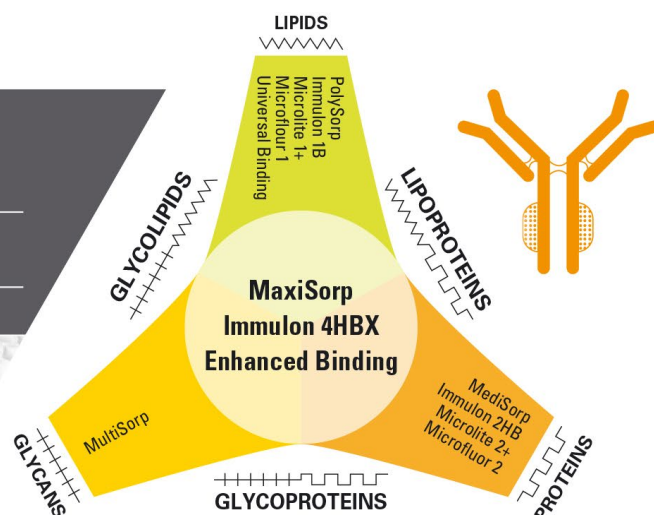 LIPIDS
PolySorp
Immulon 1B
Microlite 1+
Microflour 1
Universal Binding
GLYCOLIPIDS
LIPOPROTEINS
MaxiSorp
Immulon 4HBX
Enhanced Binding
MultiSorp
MediSorp
Immulon 2HB
Microlite 2+
Microfluor 2
GLYCANS
GLYCOPROTEINS
PROTEINS